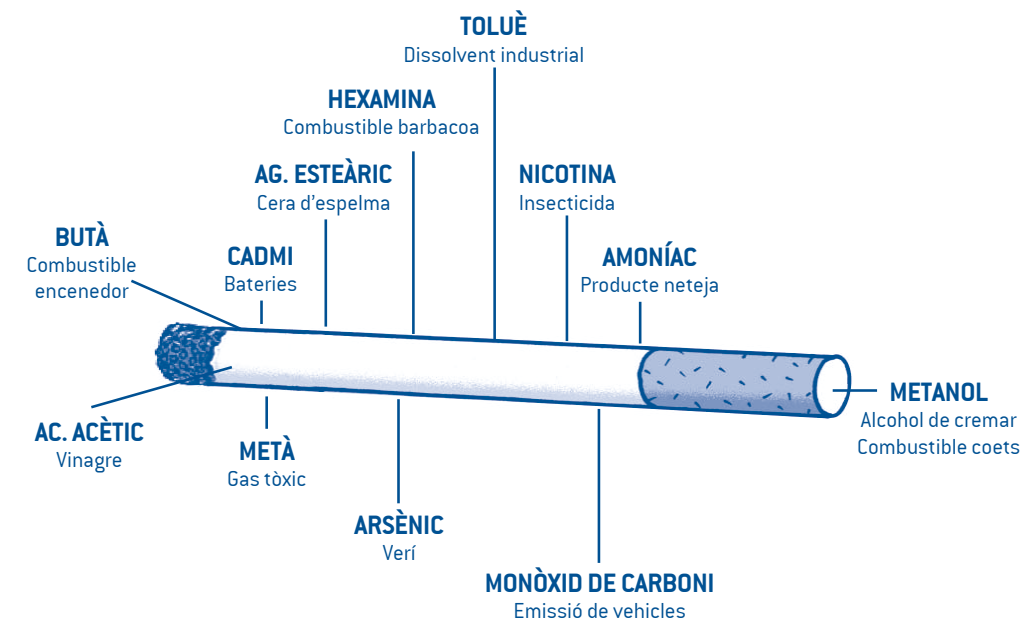 TOLUÈ
Dissolvent industrial
HEXAMINA
Combustible barbacoa
AG. ESTEÀRIC
Cera d'espelma
NICOTINA
Insecticida
BUTÀ
Combustible
encenedor
CADMI
Bateries
AMONÍAC
Producte neteja
METANOL
Alcohol de cremar
Combustible coets
AC. ACÈTIC
Vinagre
METÀ
Gas tòxic
ARSÈNIC
Verí
MONÒXID DE CARBONI
Emissió de vehicles